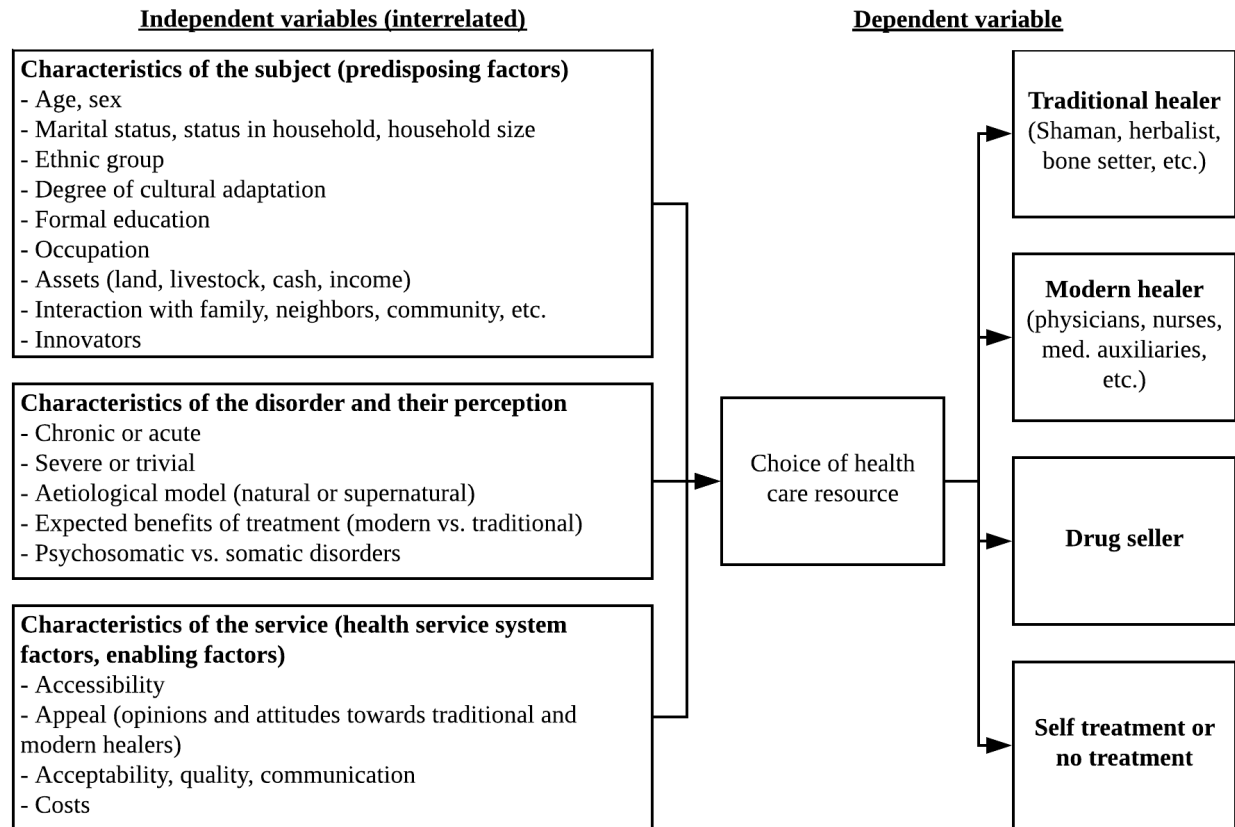 Independent variables (interrelated)
Dependent variable
Characteristics of the subject (predisposing factors)
- Age, sex
- Marital status, status in household, household size
- Ethnic group
- Degree of cultural adaptation
- Formal education
- Occupation
- Assets (land, livestock, cash, income)
- Interaction with family, neighbors, community, etc.
- Innovators
Characteristics of the disorder and their perception
- Chronic or acute
- Severe or trivial
- Aetiological model (natural or supernatural)
- Expected benefits of treatment (modern vs. traditional)
- Psychosomatic vs. somatic disorders
Characteristics of the service (health service system
factors, enabling factors)
- Accessibility
- Appeal (opinions and attitudes towards traditional and
modern healers)
- Acceptability, quality, communication
- Costs
Choice of health
care resource
Traditional healer
(Shaman, herbalist,
bone setter, etc.)
Modern healer
(physicians, nurses,
med. auxiliaries,
etc.)
Drug seller
Self treatment or
no treatment